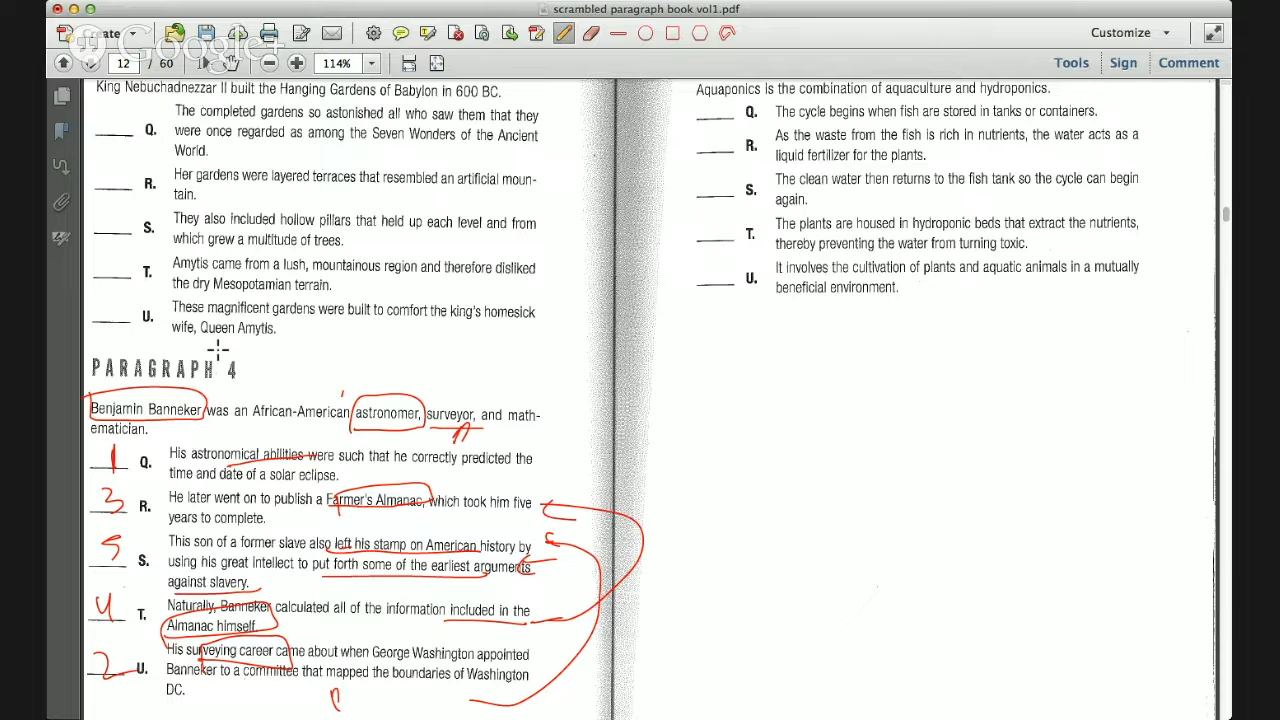 scrambled paragraph book vol1.pdf
Create
Customize
Google+
12 / 60
114%
Tools
Sign
Comment
King Nebuchadnezzar II built the Hanging Gardens of Babylon in 600 BC.
Q. The completed gardens so astonished all who saw them that they
were once regarded as among the Seven Wonders of the Ancient
World.
R. Her gardens were layered terraces that resembled an artificial moun-
tain.
S. They also included hollow pillars that held up each level and from
which grew a multitude of trees.
T. Amytis came from a lush, mountainous region and therefore disliked
the dry Mesopotamian terrain.
U. These magnificent gardens were built to comfort the king's homesick
wife, Queen Amytis.
PARAGRAPH 4
Benjamin Banneker was an African-American astronomer, surveyor, and math-
ematician.
1 Q. His astronomical abilities were such that he correctly predicted the
time and date of a solar eclipse.
3 R. He later went on to publish a Farmer's Almanac, which took him five
years to complete.
5 S. This son of a former slave also left his stamp on American history by
using his great intellect to put forth some of the earliest arguments
against slavery.
4 T. Naturally, Banneker calculated all of the information included in the
Almanac himself.
2 U. His surveying career came about when George Washington appointed
Banneker to a committee that mapped the boundaries of Washington
DC.
Aquaponics is the combination of aquaculture and hydroponics.
Q. The cycle begins when fish are stored in tanks or containers.
R. As the waste from the fish is rich in nutrients, the water acts as a
liquid fertilizer for the plants.
S. The clean water then returns to the fish tank so the cycle can begin
again.
T. The plants are housed in hydroponic beds that extract the nutrients,
thereby preventing the water from turning toxic.
U. It involves the cultivation of plants and aquatic animals in a mutually
beneficial environment.